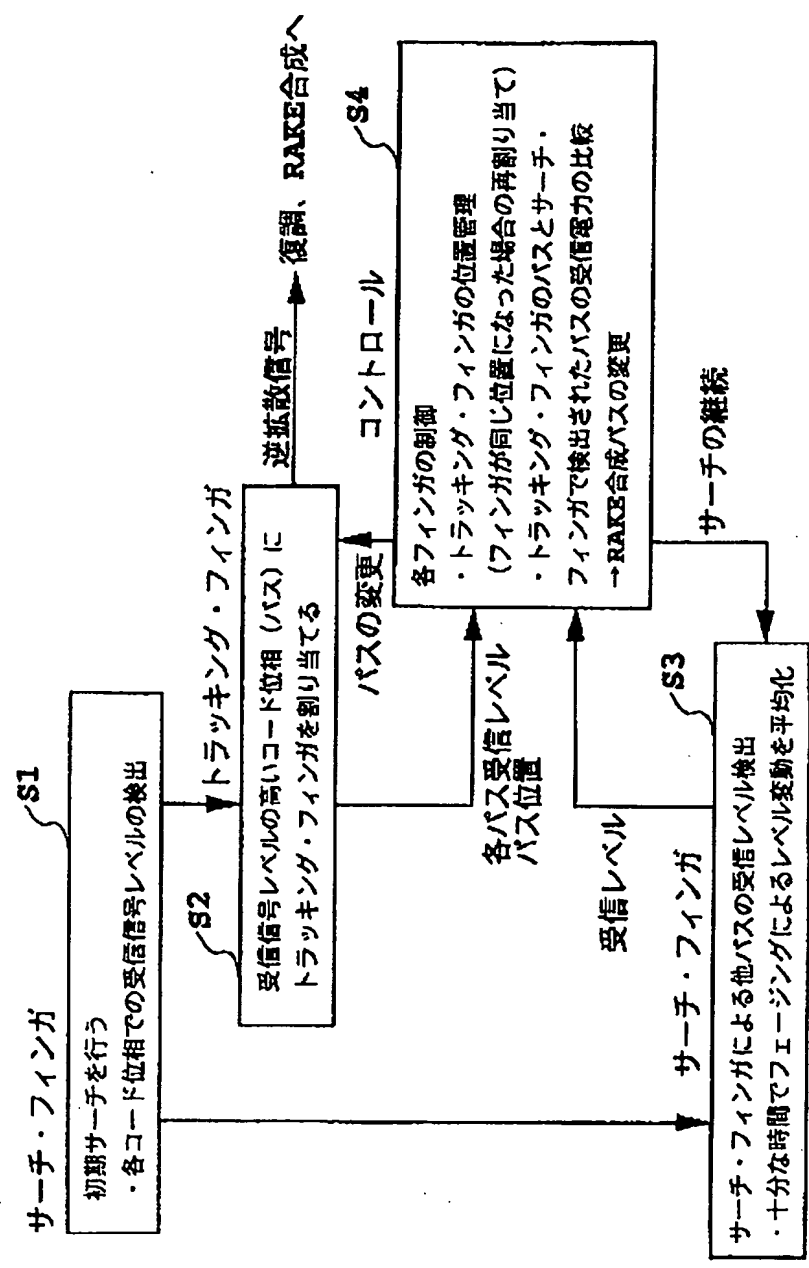 サーチ・フィンガ
S1
初期サーチを行う
・各コード位相での受信信号レベルの検出
トラッキング・フィンガ
S2
受信信号レベルの高いコード位相（パス）に
トラッキング・フィンガを割り当てる
逆拡散信号
復調、RAKE合成へ
パスの変更
コントロール
S4
各フィンガの制御
・トラッキング・フィンガの位置管理
（フィンガが同じ位置になった場合の再割り当て）
・トラッキング・フィンガのパスとサーチ・
フィンガで検出されたパスの受信電力の比較
→RAKE合成パスの変更
各パス受信レベル
パス位置
受信レベル
サーチの継続
サーチ・フィンガ
S3
サーチ・フィンガによる他パスの受信レベル検出
・十分な時間でフェージングによるレベル変動を平均化